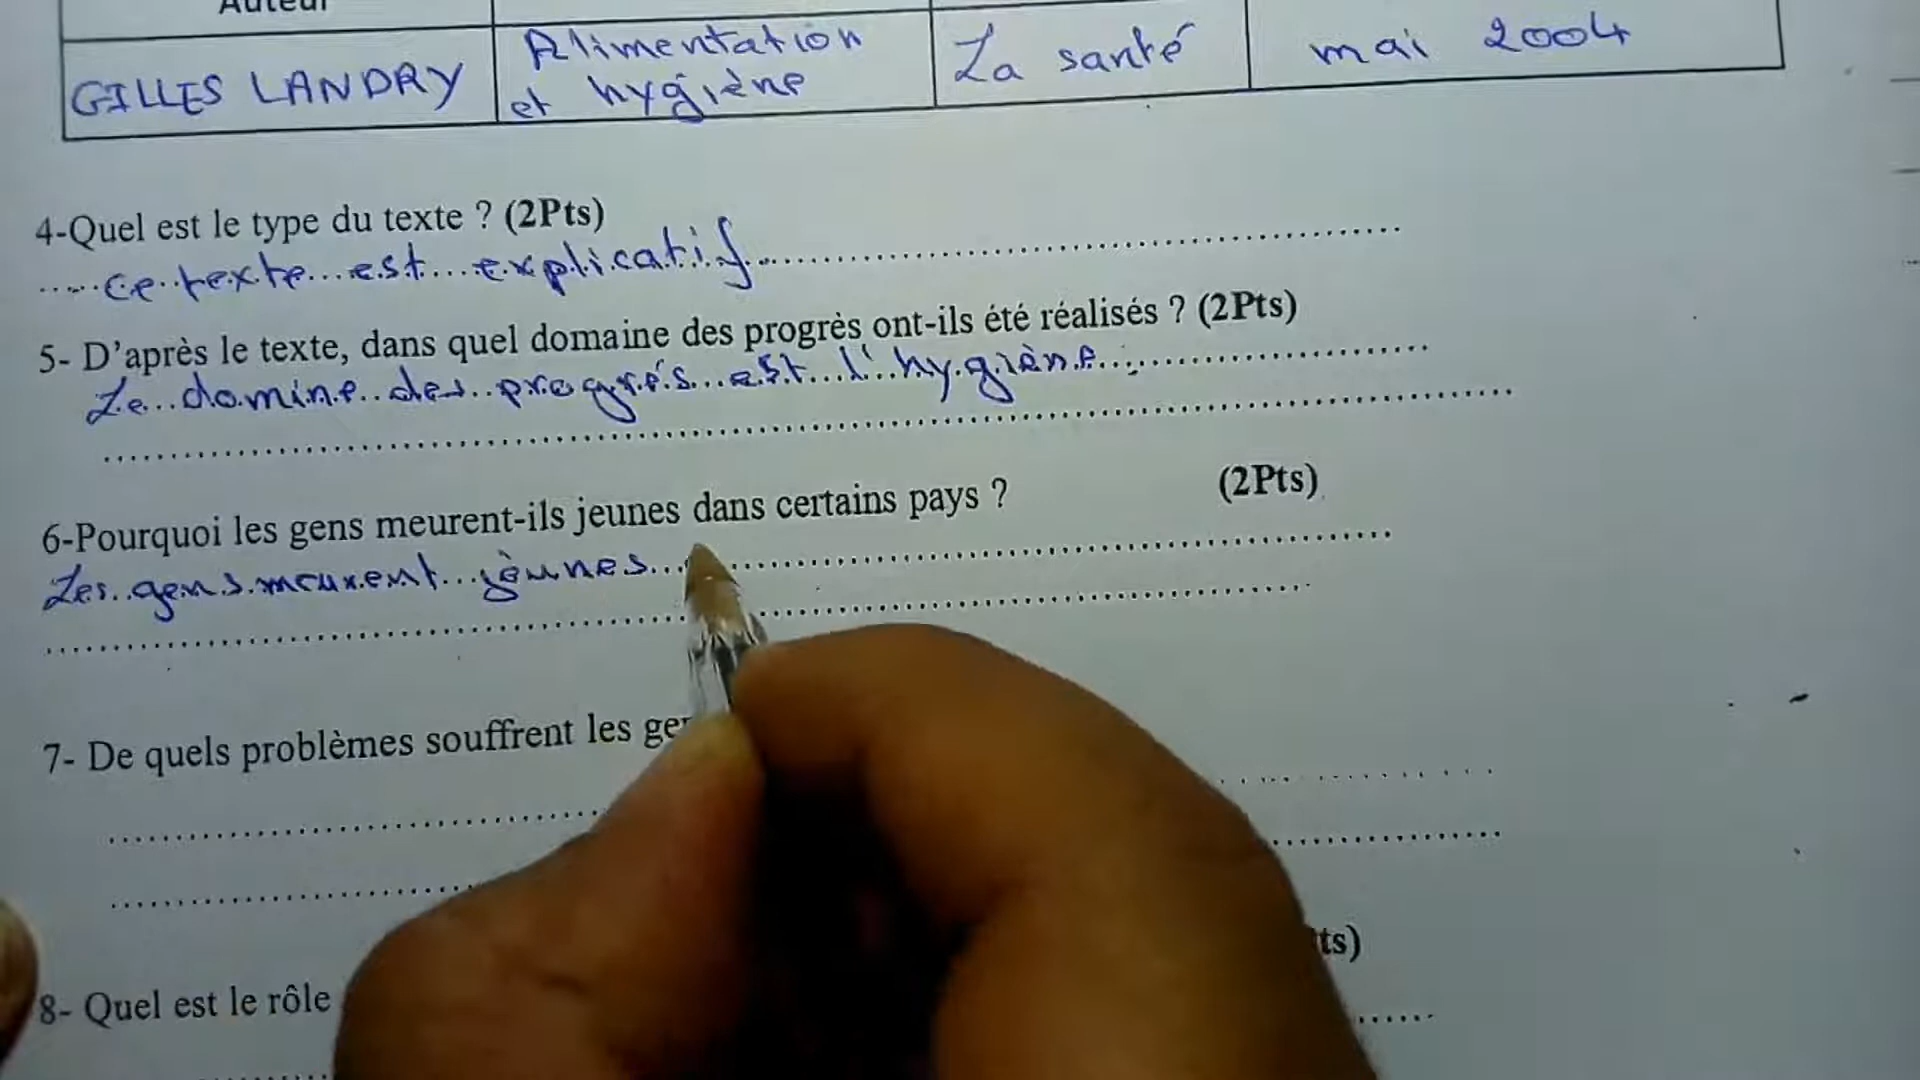 Auteur
GILLES LANDRY
Alimentation
et hygiène
La santé
mai 2004
4-Quel est le type du texte ? (2Pts)
.....ce texte...est...explicatif...
5- D'après le texte, dans quel domaine des progrès ont-ils été réalisés ? (2Pts)
Le...domine..des..progrés...est...l'hygiène...
6-Pourquoi les gens meurent-ils jeunes dans certains pays ? (2Pts)
Les..gens.meurent...jeunes...
7- De quels problèmes souffrent les
8- Quel est le rôle
ts)